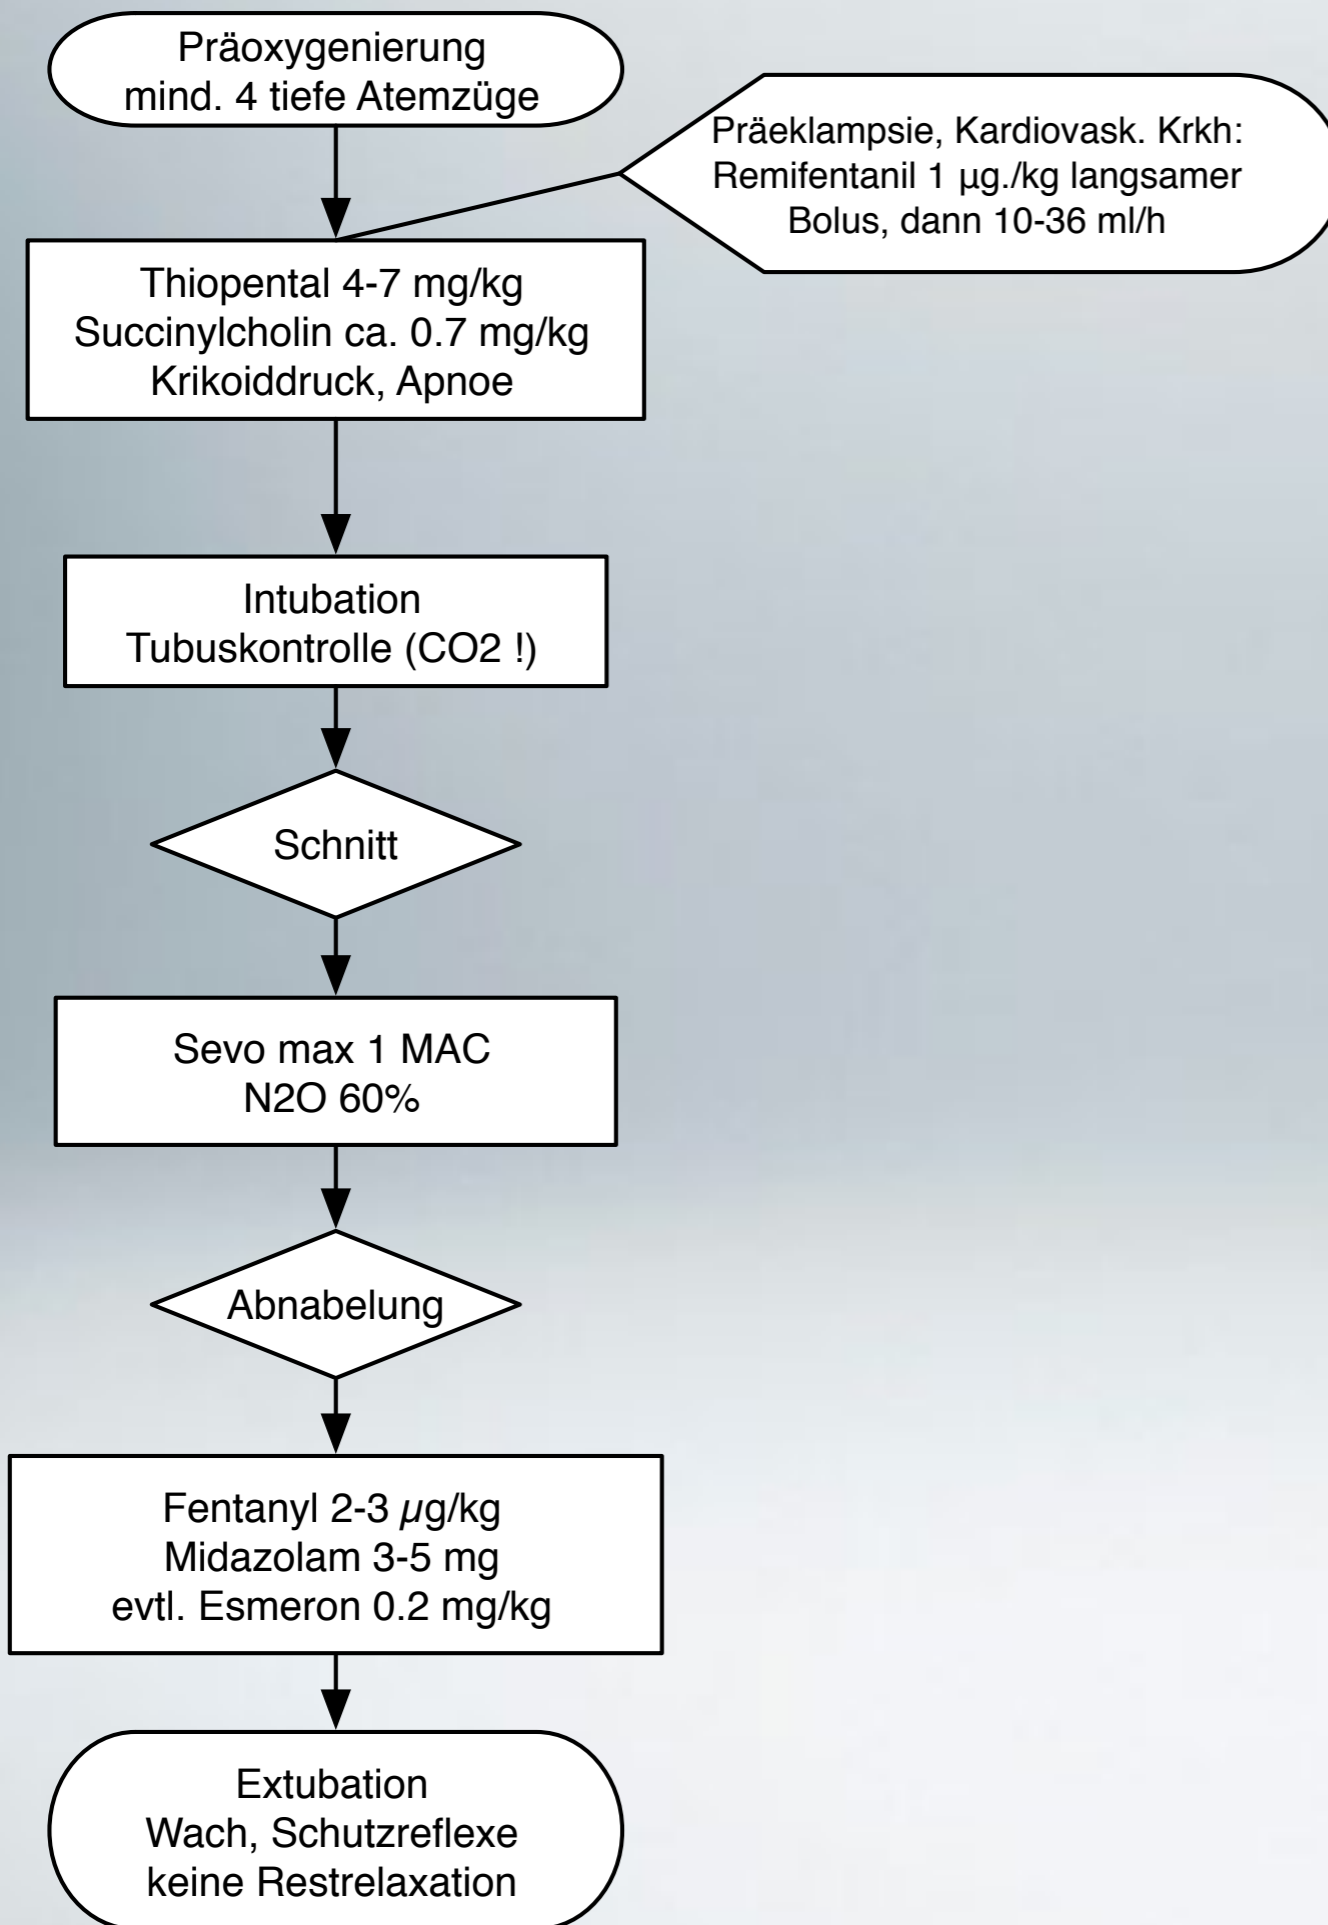 Präoxygenierung
mind. 4 tiefe Atemzüge
Präeklampsie, Kardiovask. Krkh:
Remifentanil 1 µg./kg langsamer
Bolus, dann 10-36 ml/h
Thiopental 4-7 mg/kg
Succinylcholin ca. 0.7 mg/kg
Krikoiddruck, Apnoe
Intubation
Tubuskontrolle (CO2 !)
Schnitt
Sevo max 1 MAC
N2O 60%
Abnabelung
Fentanyl 2-3 µg/kg
Midazolam 3-5 mg
evtl. Esmeron 0.2 mg/kg
Extubation
Wach, Schutzreflexe
keine Restrelaxation